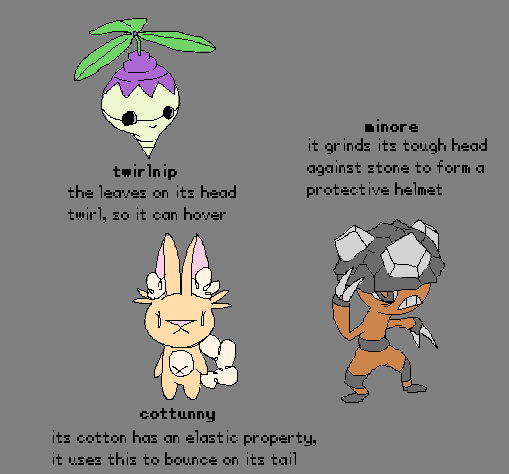 twirlnip
the leaves on its head
twirl, so it can hover
minore
it grinds its tough head
against stone to form a
protective helmet
cottunny
its cotton has an elastic property,
it uses this to bounce on its tail